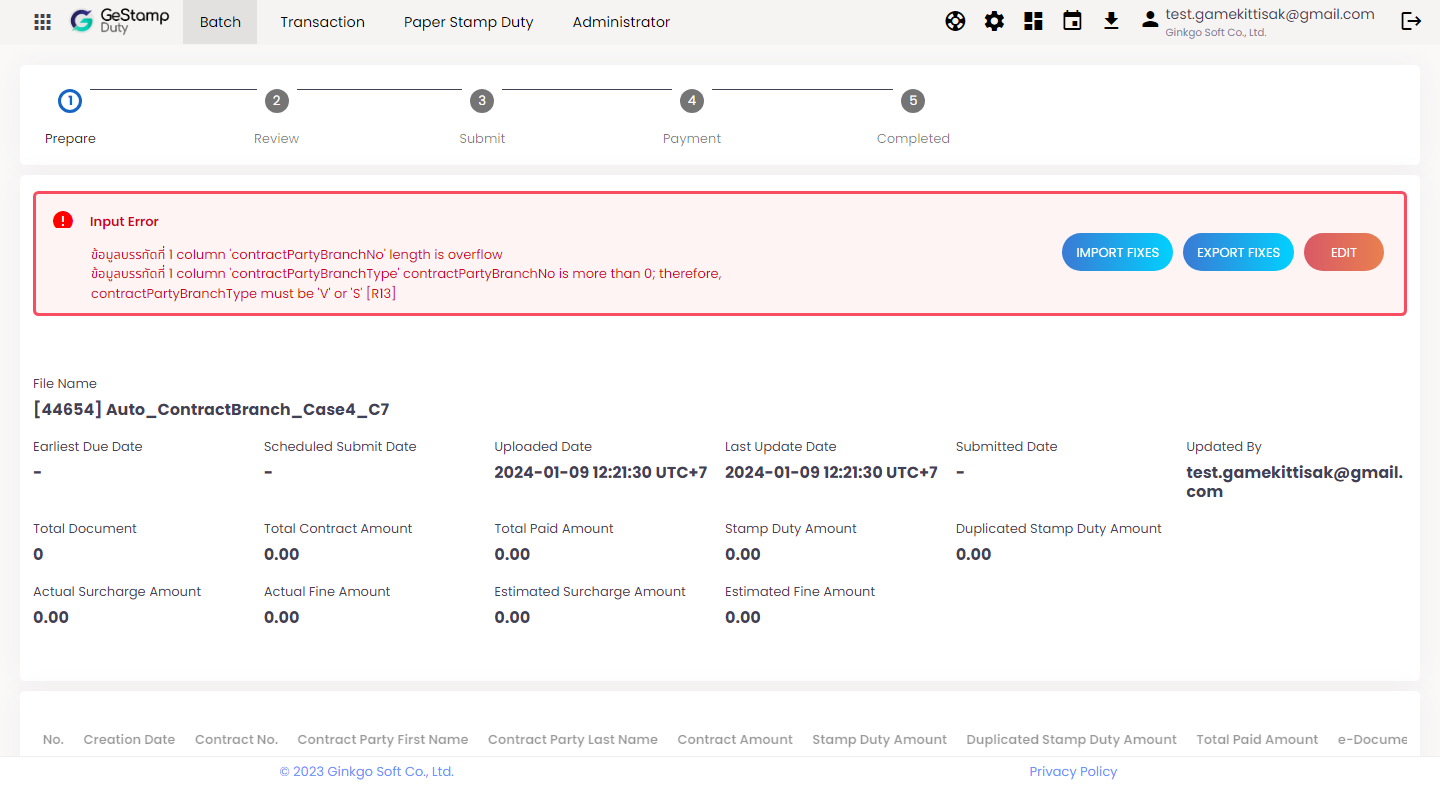 GeStamp
Duty
Batch
Transaction
Paper Stamp Duty
Administrator
test.gamekittisak@gmail.com
Ginkgo Soft Co., Ltd.
1
2
3
4
5
Prepare
Review
Submit
Payment
Completed
Input Error
ข้อมูลบรรทัดที่ 1 column 'contractPartyBranchNo' length is overflow
ข้อมูลบรรทัดที่ 1 column 'contractPartyBranchType' contractPartyBranchNo is more than 0; therefore,
contractPartyBranchType must be 'V' or 'S' [R13]
IMPORT FIXES
EXPORT FIXES
EDIT
File Name
[44654] Auto_ContractBranch_Case4_C7
Earliest Due Date
Scheduled Submit Date
Uploaded Date
Last Update Date
Submitted Date
Updated By
-
-
2024-01-09 12:21:30 UTC+7
2024-01-09 12:21:30 UTC+7
-
test.gamekittisak@gmail.
com
Total Document
Total Contract Amount
Total Paid Amount
Stamp Duty Amount
Duplicated Stamp Duty Amount
0
0.00
0.00
0.00
0.00
Actual Surcharge Amount
Actual Fine Amount
Estimated Surcharge Amount
Estimated Fine Amount
0.00
0.00
0.00
0.00
No.
Creation Date
Contract No.
Contract Party First Name
Contract Party Last Name
Contract Amount
Stamp Duty Amount
Duplicated Stamp Duty Amount
Total Paid Amount
e-Docume
© 2023 Ginkgo Soft Co., Ltd.
Privacy Policy